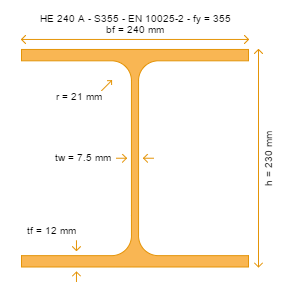 HE 240 A - S355 - EN 10025-2 - fy = 355
bf = 240 mm
r = 21 mm
tw = 7.5 mm
h = 230 mm
tf = 12 mm